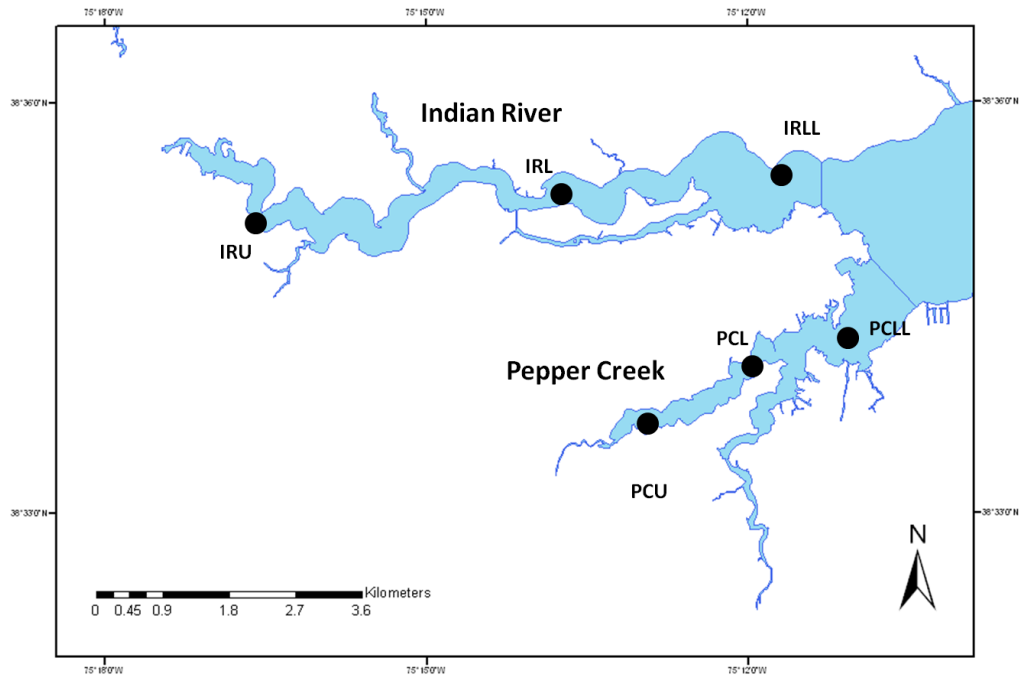 75°18'0"W 75°15'0"W 75°12'0"W
38°36'0"N 38°36'0"N
Indian River
IRLL
IRL
IRU
PCLL
PCL
Pepper Creek
PCU
38°33'0"N 38°33'0"N
N
Kilometers
0 0.45 0.9 1.8 2.7 3.6
75°18'0"W 75°15'0"W 75°12'0"W